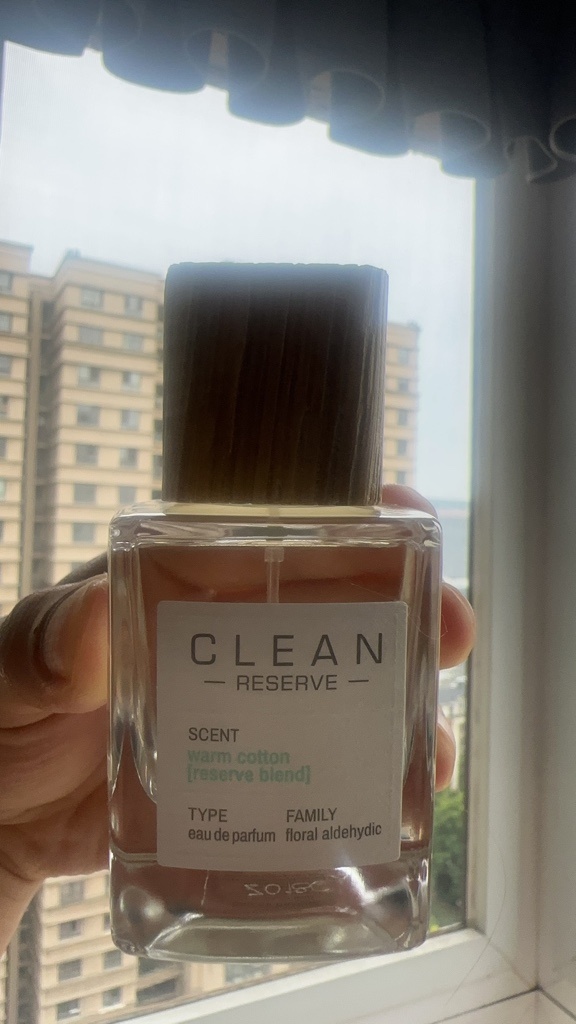 CLEAN
— RESERVE —
SCENT
warm cotton
[reserve blend]
TYPE FAMILY
eau de parfum floral aldehydic